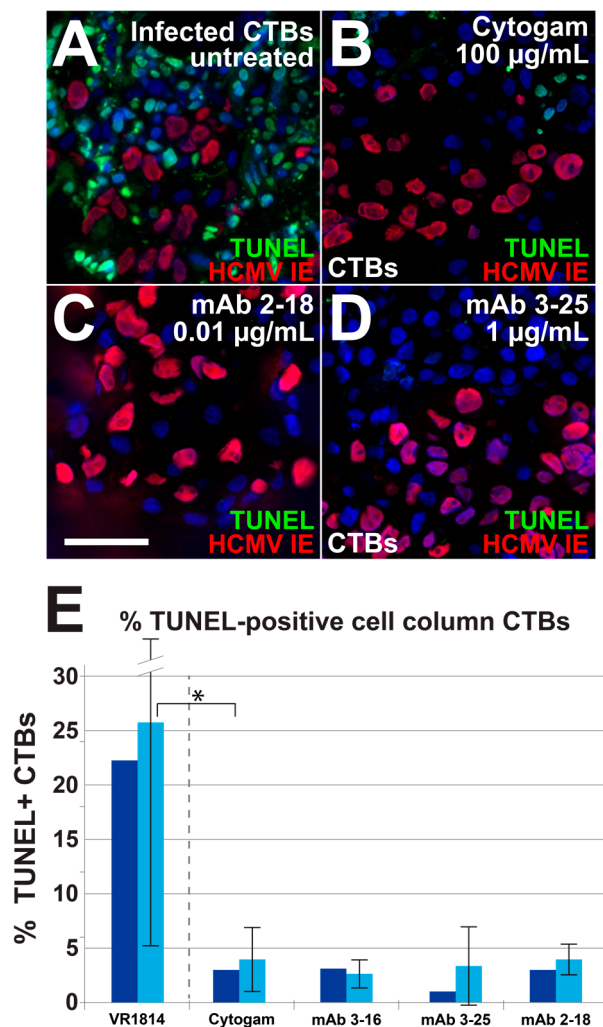 A
Infected CTBs
untreated
TUNEL
HCMV IE
B
Cytogam
100 µg/mL
CTBs
TUNEL
HCMV IE
C
mAb 2-18
0.01 µg/mL
TUNEL
HCMV IE
D
mAb 3-25
1 µg/mL
CTBs
TUNEL
HCMV IE
E
% TUNEL-positive cell column CTBs
% TUNEL+ CTBs
30
25
20
15
10
5
0
*
VR1814 Cytogam mAb 3-16 mAb 3-25 mAb 2-18